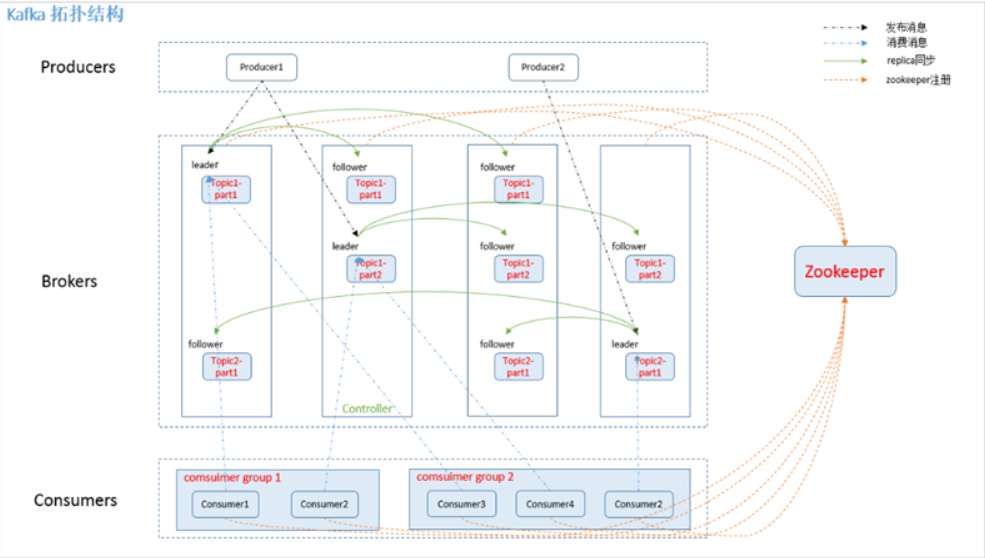 Kafka 拓扑结构
发布消息
消费消息
replica同步
zookeeper注册
Producers
Producer1
Producer2
Brokers
leader
Topic1-
part1
follower
Topic1-
part1
follower
Topic1-
part1
leader
Topic1-
part2
follower
Topic1-
part2
follower
Topic1-
part2
follower
Topic2-
part1
follower
Topic2-
part1
leader
Topic2-
part1
Controller
Zookeeper
Consumers
comsuimer group 1
Consumer1
Consumer2
comsuimer group 2
Consumer3
Consumer4
Consumer2